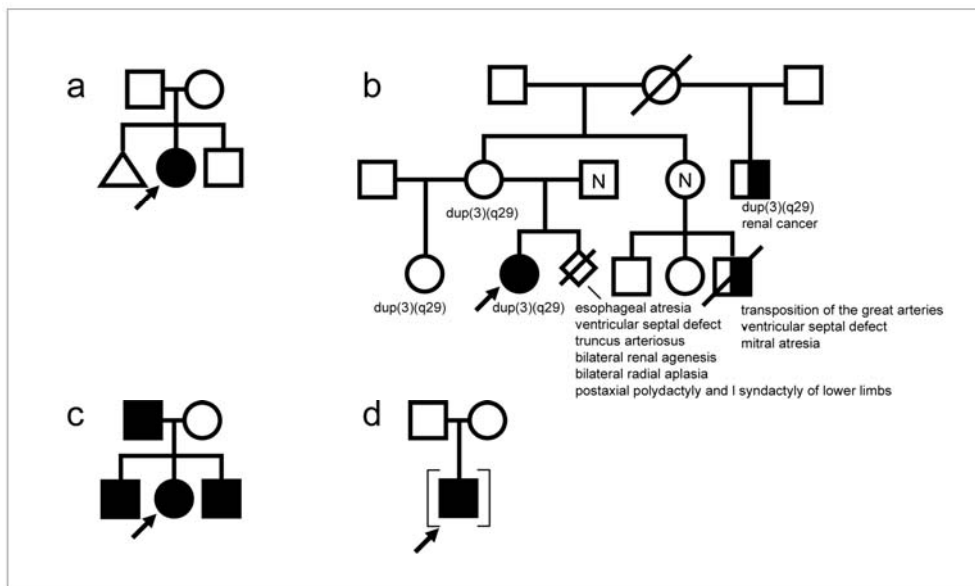 a
b
N
N
dup(3)(q29)
dup(3)(q29)
renal cancer
dup(3)(q29)
dup(3)(q29)
esophageal atresia
ventricular septal defect
truncus arteriosus
bilateral renal agenesis
bilateral radial aplasia
postaxial polydactyly and I syndactyly of lower limbs
transposition of the great arteries
ventricular septal defect
mitral atresia
c
d